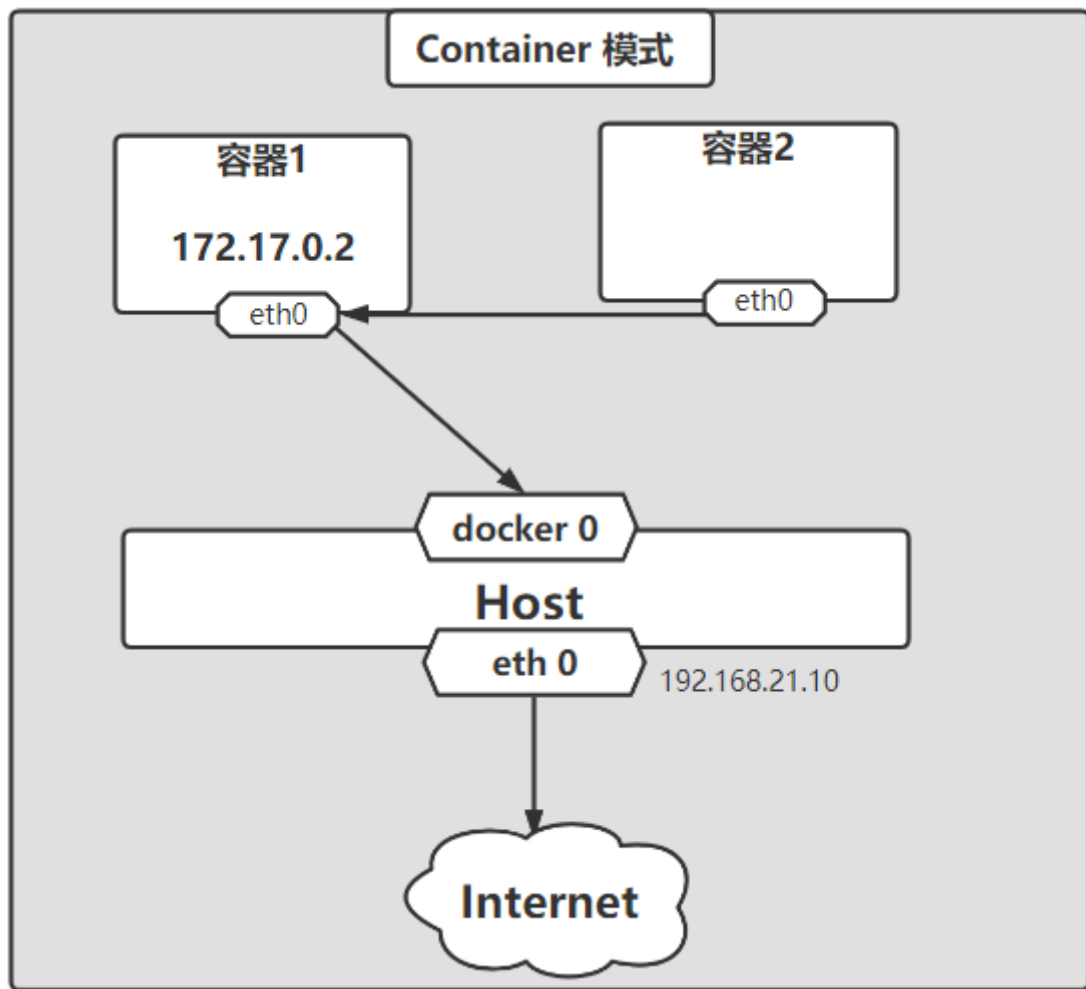 Container 模式
容器1
容器2
172.17.0.2
eth0
eth0
docker 0
Host
eth 0
192.168.21.10
Internet